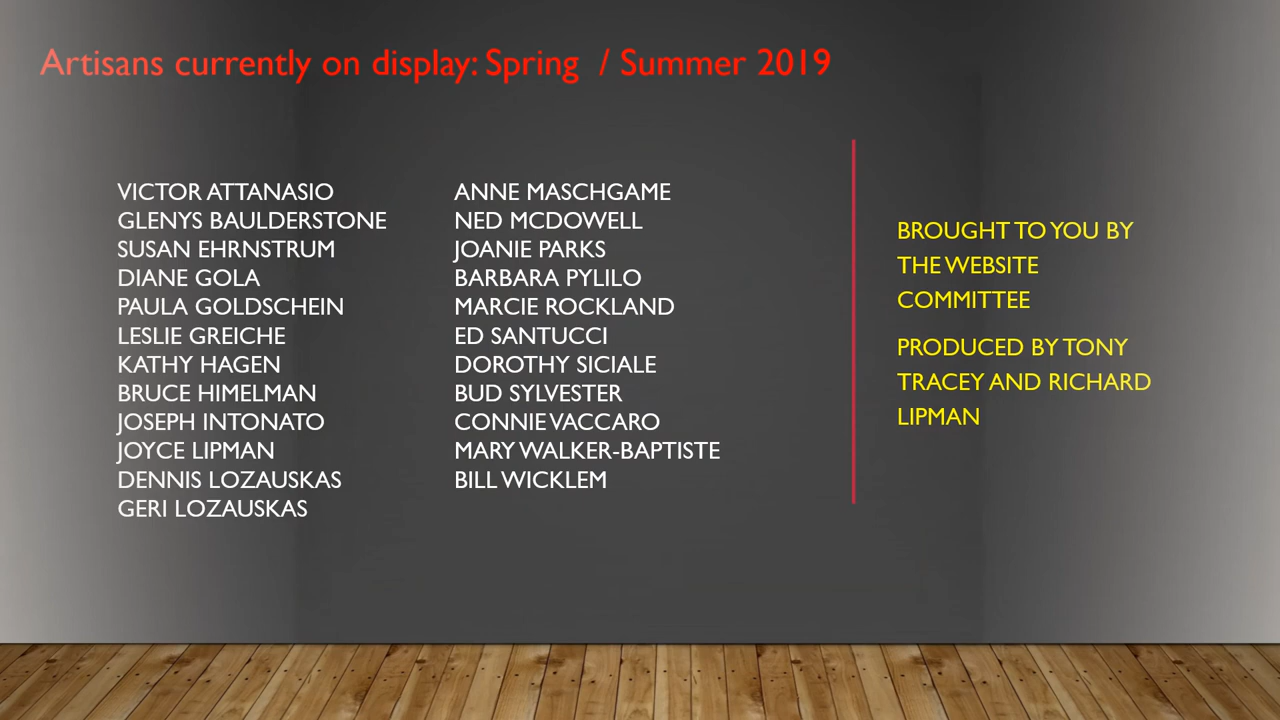 Artisans currently on display: Spring / Summer 2019
VICTOR ATTANASIO
GLENYS BAULDERSTONE
SUSAN EHRNSTRUM
DIANE GOLA
PAULA GOLDSCHEIN
LESLIE GREICHE
KATHY HAGEN
BRUCE HIMELMAN
JOSEPH INTONATO
JOYCE LIPMAN
DENNIS LOZAUSKAS
GERI LOZAUSKAS
ANNE MASCHGAME
NED MCDOWELL
JOANIE PARKS
BARBARA PYLILO
MARCIE ROCKLAND
ED SANTUCCI
DOROTHY SICIALE
BUD SYLVESTER
CONNIE VACCARO
MARY WALKER-BAPTISTE
BILL WICKLEM
BROUGHT TO YOU BY
THE WEBSITE
COMMITTEE
PRODUCED BY TONY
TRACEY AND RICHARD
LIPMAN